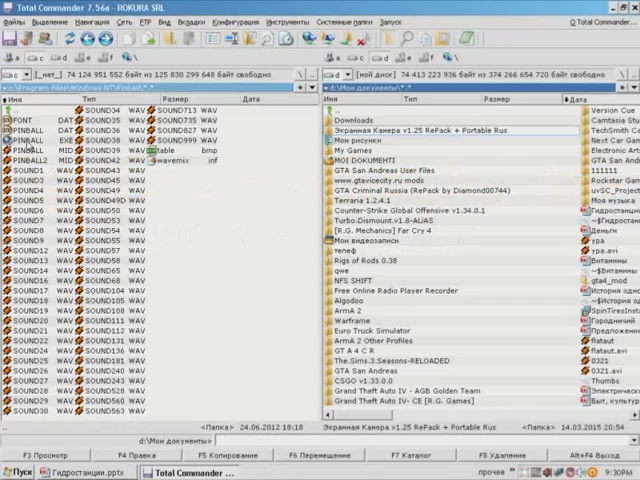 Total Commander 7.56a - ROKURA SRL
Файлы Выделение Навигация Сеть FTP Вид Вкладки Конфигурация Инструменты Системные папки Запуск
Total Commander...
c d e f g c d e f g
c [_нет_] 74 124 951 552 байт из 125 830 299 648 байт свободно \ ..
d [мой диск] 74 413 223 936 байт из 374 266 654 720 байт свободно \ ..
c:\Program Files\Windows NT\Pinball\*.*
d:\Мои документы\*.*
Имя Тип Размер Дата
Имя Тип Размер Дата
..
FONT DAT
PINBALL DAT
PINBALL EXE
PINBALL MID
PINBALL2 MID
SOUND1 WAV
SOUND3 WAV
SOUND4 WAV
SOUND5 WAV
SOUND6 WAV
SOUND7 WAV
SOUND8 WAV
SOUND9 WAV
SOUND12 WAV
SOUND13 WAV
SOUND14 WAV
SOUND16 WAV
SOUND17 WAV
SOUND18 WAV
SOUND19 WAV
SOUND20 WAV
SOUND21 WAV
SOUND22 WAV
SOUND24 WAV
SOUND25 WAV
SOUND26 WAV
SOUND27 WAV
SOUND28 WAV
SOUND29 WAV
SOUND30 WAV
SOUND34 WAV
SOUND35 WAV
SOUND36 WAV
SOUND38 WAV
SOUND39 WAV
SOUND42 WAV
SOUND43 WAV
SOUND45 WAV
SOUND49 WAV
SOUND49D WAV
SOUND50 WAV
SOUND53 WAV
SOUND54 WAV
SOUND55 WAV
SOUND57 WAV
SOUND58 WAV
SOUND65 WAV
SOUND68 WAV
SOUND104 WAV
SOUND105 WAV
SOUND108 WAV
SOUND111 WAV
SOUND112 WAV
SOUND131 WAV
SOUND136 WAV
SOUND181 WAV
SOUND240 WAV
SOUND243 WAV
SOUND528 WAV
SOUND560 WAV
SOUND563 WAV
SOUND713 WAV
SOUND735 WAV
SOUND827 WAV
SOUND999 WAV
table bmp
wavemix inf
..
Downloads
Экранная Камера v1.25 RePack + Portable Rus
Мои рисунки
My Games
MOI DOKUMEHTI
GTA San Andreas User Files
www.gtavicecity.ru mods
GTA Criminal Russia (RePack by Diamond00744)
Terraria 1.2.4.1
Counter-Strike Global Offensive v1.34.0.1
Turbo.Dismount.v1.8-ALiAS
[R.G. Mechanics] Far Cry 4
Мои видеозаписи
телеф
Rigs of Rods 0.38
qwe
NFS SHIFT
Free Online Radio Player Recorder
Algodoo
ArmA 2
Warframe
Euro Truck Simulator
ArmA 2 Other Profiles
GT A 4 C R
The.Sims.3.Seasons-RELOADED
GTA San Andreas
CSGO v1.33.0.0
Grand Theft Auto IV - AGB Golden Team
Grand Theft Auto IV- CE [R.G. Games]
Version Cue
Camtasia
TechSmith Ca
Next Car Gam
Electronic Arts
111111
Rockstar Games
uvSC_Project
Моя музыка
Гидростанци
~$Гидростан
Деньги
ура
ура.avi
Витамины
~$Витамины
gta4_mod
История одно
~$История о
SpinTiresInsta
Городничий
Предмет
flataut
flataut.avi
0321
0321.avi
Thumbs
Ekaterina
Быт, культур
.. <Папка> 24.06.2012 18:18
Экранная Камера v1.25 RePack + Portable Rus <Папка> 14.03.2015 20:54
d:\Мои документы>
F3 Просмотр F4 Правка F5 Копирование F6 Перемещение F7 Каталог F8 Удаление Alt+F4 Выход
Пуск Гидростанции.pptx Total Commander ... прочее » 9:30PM